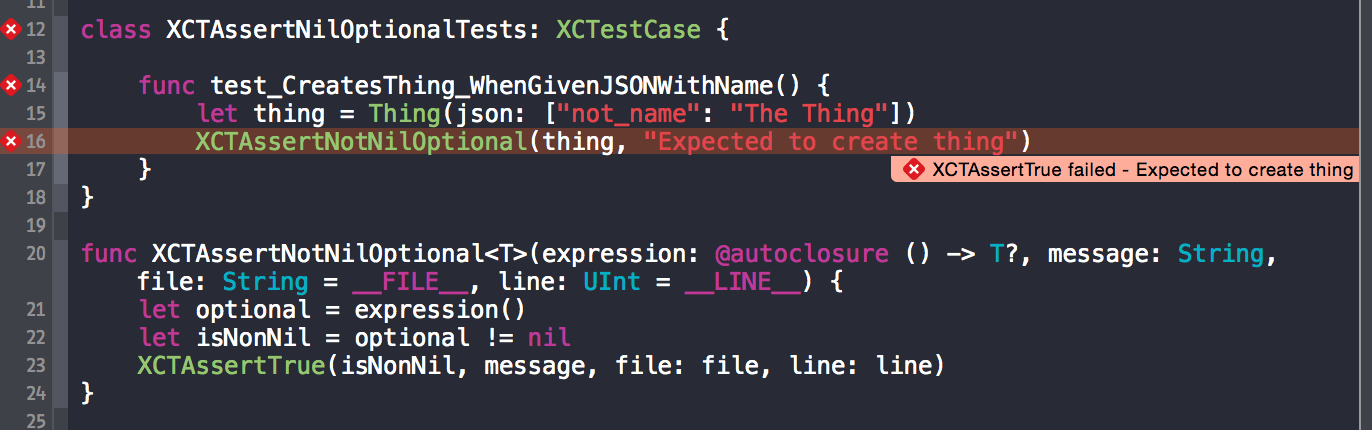 11
12 class XCTAssertNilOptionalTests: XCTestCase {
13
14 func test_CreatesThing_WhenGivenJSONWithName() {
15 let thing = Thing(json: ["not_name": "The Thing"])
16 XCTAssertNotNilOptional(thing, "Expected to create thing")
17 }
XCTAssertTrue failed - Expected to create thing
18 }
19
20 func XCTAssertNotNilOptional<T>(expression: @autoclosure () -> T?, message: String,
file: String = __FILE__, line: UInt = __LINE__) {
21 let optional = expression()
22 let isNonNil = optional != nil
23 XCTAssertTrue(isNonNil, message, file: file, line: line)
24 }
25